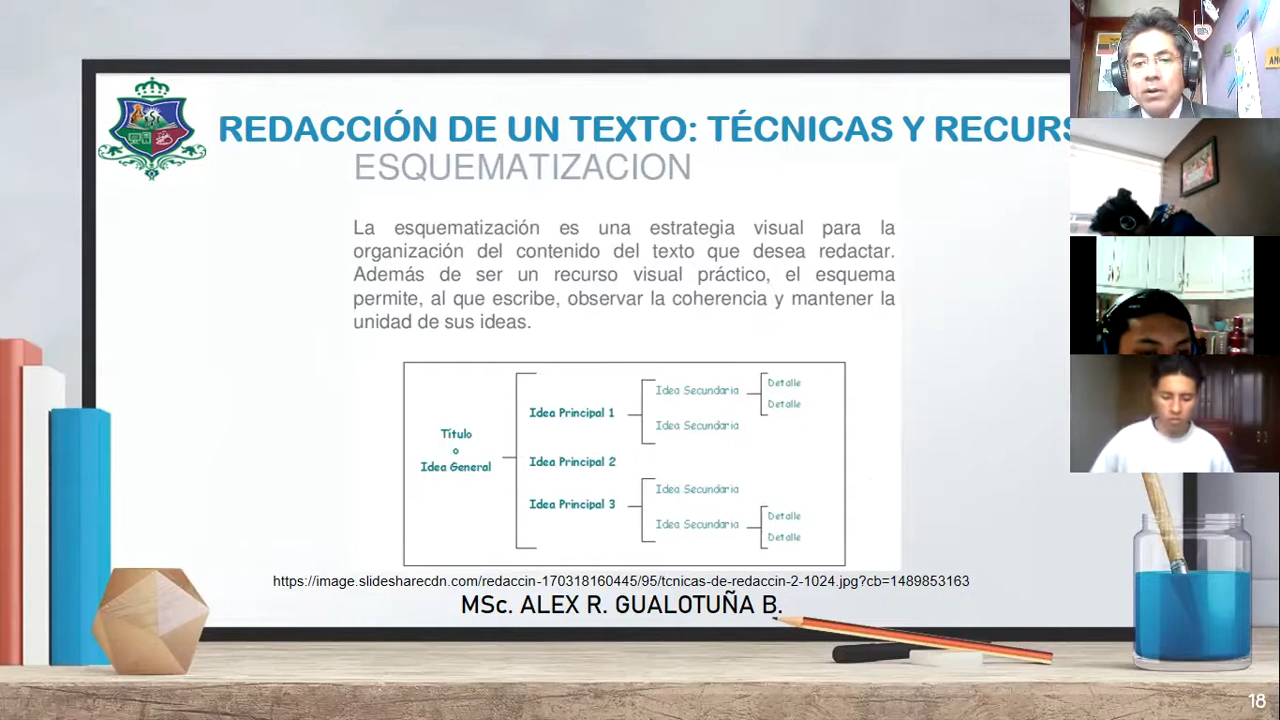 REDACCIÓN DE UN TEXTO: TÉCNICAS Y
ESQUEMATIZACION
La esquematización es una estrategia visual para la
organización del contenido del texto que desea redactar.
Además de ser un recurso visual práctico, el esquema
permite, al que escribe, observar la coherencia y mantener la
unidad de sus ideas.
Título
o
Idea General
Idea Principal 1
Idea Secundaria
Detalle
Detalle
Idea Secundaria
Idea Principal 2
Idea Principal 3
Idea Secundaria
Idea Secundaria
Detalle
Detalle
https://image.slidesharecdn.com/redaccin-170318160445/95/tcnicas-de-redaccin-2-1024.jpg?cb=1489853163
MSc. ALEX R. GUALOTUÑA B.
18